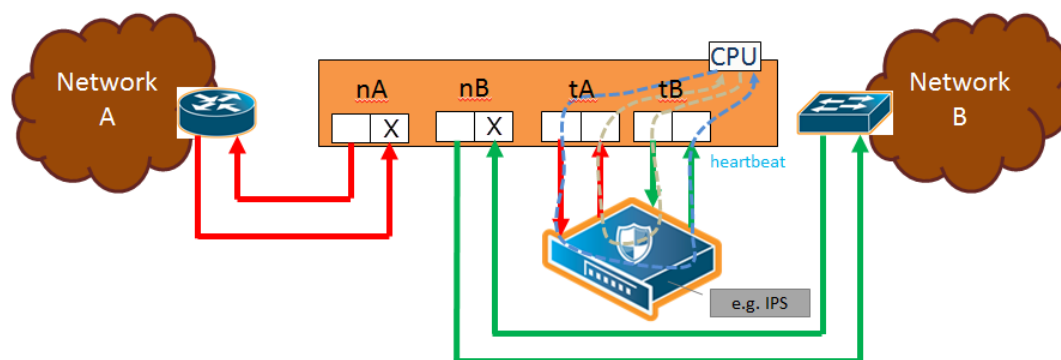 CPU
Network
A
nA
nB
tA
tB
Network
B
X
X
heartbeat
e.g. IPS